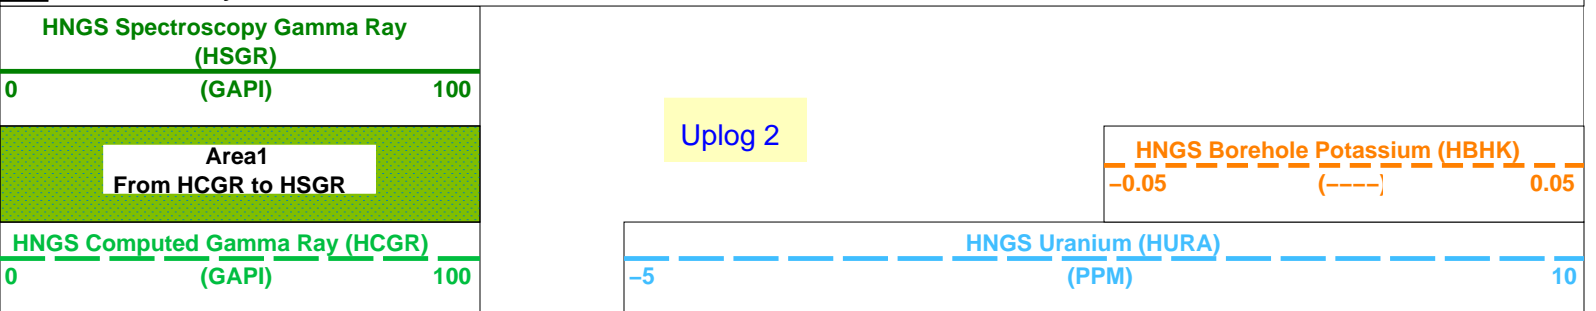 HNGS Spectroscopy Gamma Ray
(HSGR)
0 (GAPI) 100
Uplog 2
Area1
From HCGR to HSGR
HNGS Borehole Potassium (HBHK)
−0.05 (−−−−) 0.05
HNGS Computed Gamma Ray (HCGR)
0 (GAPI) 100
HNGS Uranium (HURA)
−5 (PPM) 10